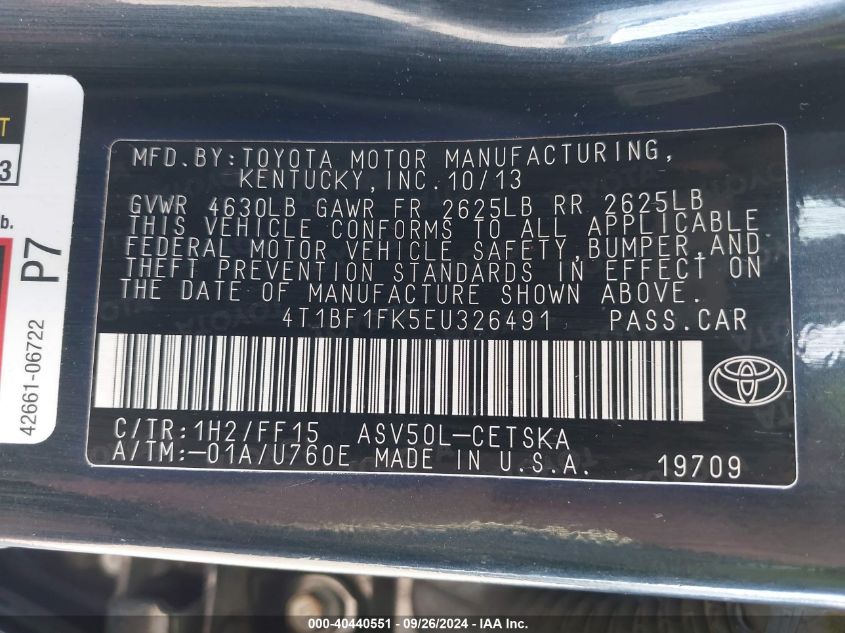 T
3
b.
P7
42661-06722
MFD.BY:TOYOTA MOTOR MANUFACTURING,
KENTUCKY,INC.10/13
GVWR 4630LB GAWR FR 2625LB RR 2625LB
THIS VEHICLE CONFORMS TO ALL APPLICABLE
FEDERAL MOTOR VEHICLE SAFETY,BUMPER,AND
THEFT PREVENTION STANDARDS IN EFFECT ON
THE DATE OF MANUFACTURE SHOWN ABOVE.
4T1BF1FK5EU326491 PASS.CAR
C/TR:1H2/FF15 ASV50L-CETSKA
A/TM:-01A/U760E MADE IN U.S.A. 19709
000-40440551 - 09/26/2024 - IAA Inc.